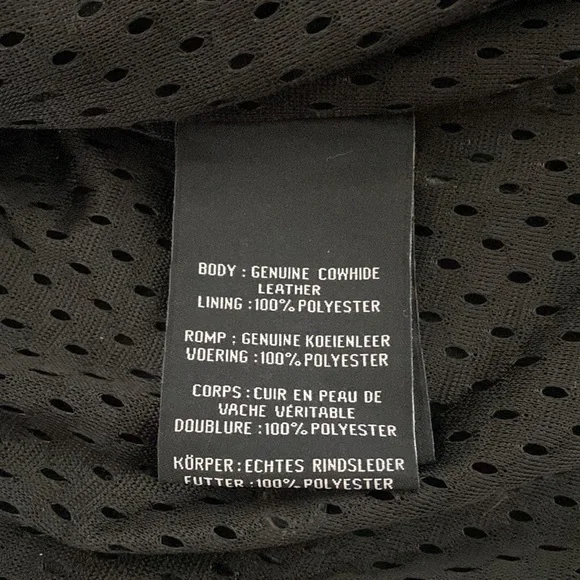 BODY : GENUINE COWHIDE
LEATHER
LINING :100% POLYESTER
ROMP : GENUINE KOEIENLEER
VOERING :100% POLYESTER
CORPS : CUIR EN PEAU DE
VACHE VÉRITABLE
DOUBLURE :100% POLYESTER
KÖRPER : ECHTES RINDSLEDER
FUTTER :100% POLYESTER